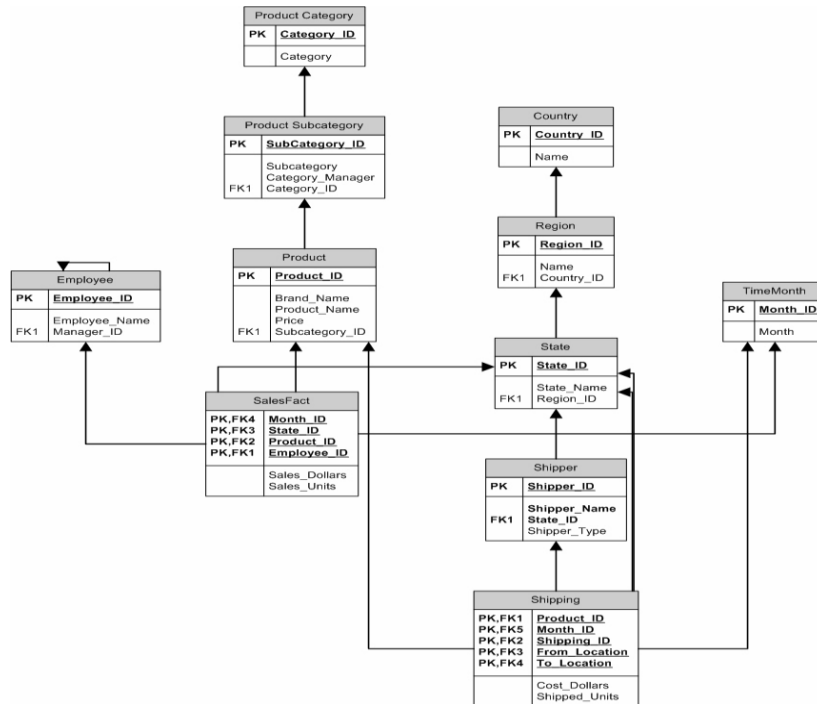 Product Category
PK Category_ID
Category
Product Subcategory
PK SubCategory_ID
Subcategory
Category_Manager
FK1 Category_ID
Country
PK Country_ID
Name
Region
PK Region_ID
Name
FK1 Country_ID
Product
PK Product_ID
Brand_Name
Product_Name
Price
FK1 Subcategory_ID
Employee
PK Employee_ID
Employee_Name
FK1 Manager_ID
TimeMonth
PK Month_ID
Month
State
PK State_ID
State_Name
FK1 Region_ID
SalesFact
PK,FK4 Month_ID
PK,FK3 State_ID
PK,FK2 Product_ID
PK,FK1 Employee_ID
Sales_Dollars
Sales_Units
Shipper
PK Shipper_ID
Shipper_Name
FK1 State_ID
Shipper_Type
Shipping
PK,FK1 Product_ID
PK,FK5 Month_ID
PK,FK2 Shipping_ID
PK,FK3 From_Location
PK,FK4 To_Location
Cost_Dollars
Shipped_Units